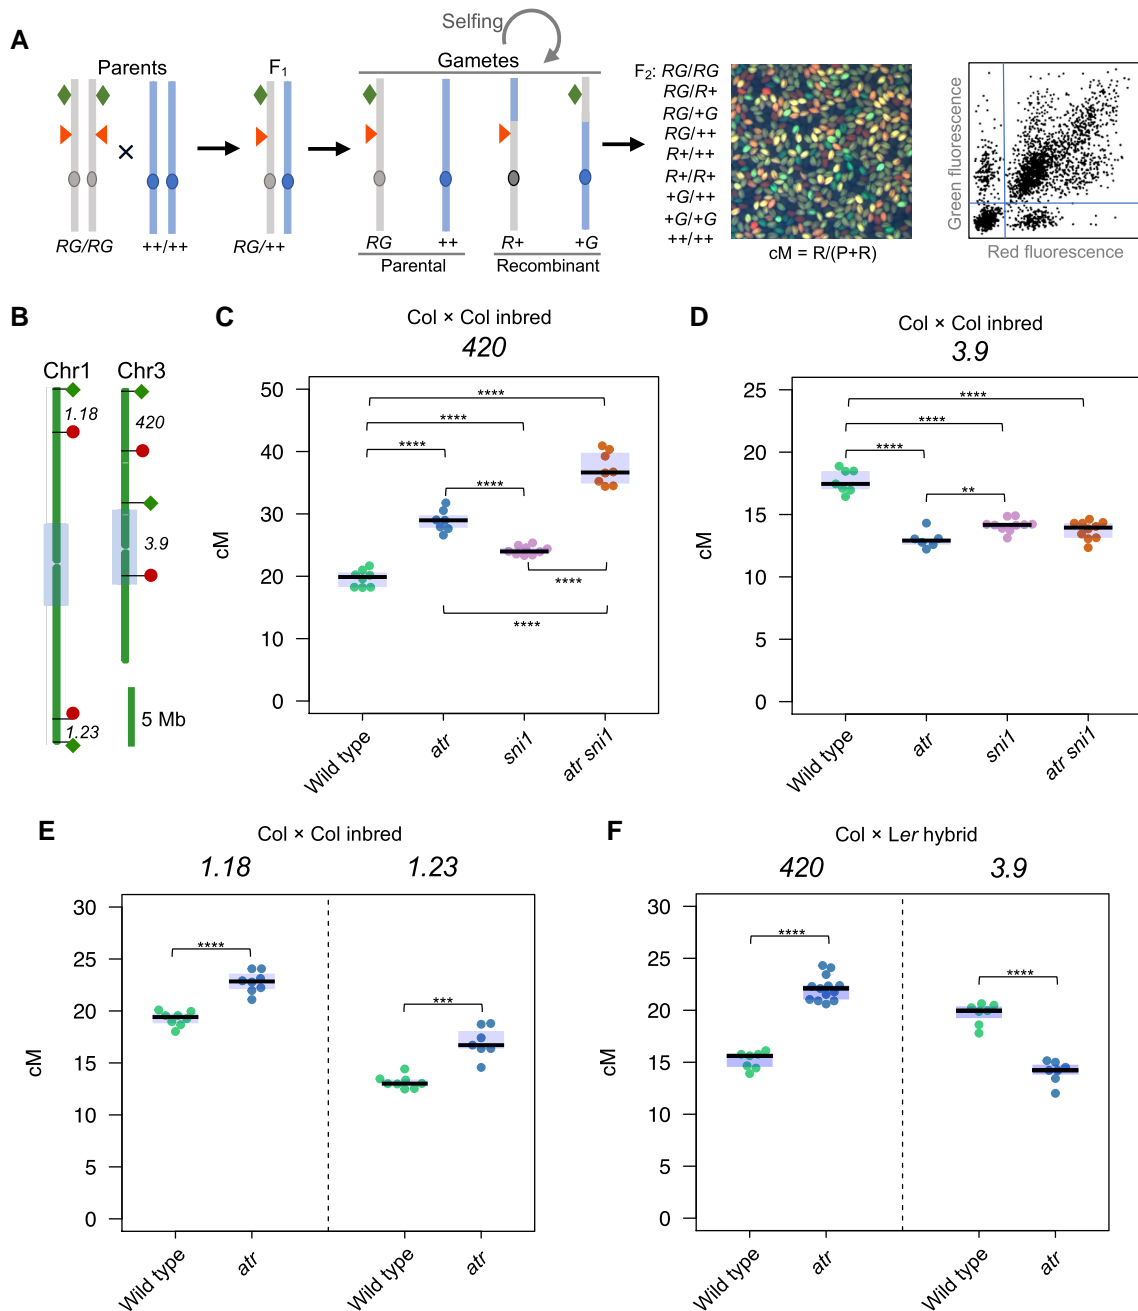 A
Selfing
Parents
F1
Gametes
RG/RG
++/++
RG/++
RG
++
R+
+G
Parental
Recombinant
F2: RG/RG
RG/R+
RG/+G
RG/++
R+/++
R+/R+
+G/++
+G/+G
++/++
cM = R/(P+R)
Green fluorescence
Red fluorescence
B
Chr1
Chr3
1.18
420
3.9
1.23
5 Mb
C
Col × Col inbred
420
cM
50
40
30
20
10
0
****
****
****
****
****
****
Wild type
atr
sni1
atr sni1
D
Col × Col inbred
3.9
cM
25
20
15
10
5
0
****
****
****
**
Wild type
atr
sni1
atr sni1
E
Col × Col inbred
1.18
1.23
cM
30
25
20
15
10
5
0
****
***
Wild type
atr
Wild type
atr
F
Col × Ler hybrid
420
3.9
cM
30
25
20
15
10
5
0
****
****
Wild type
atr
Wild type
atr